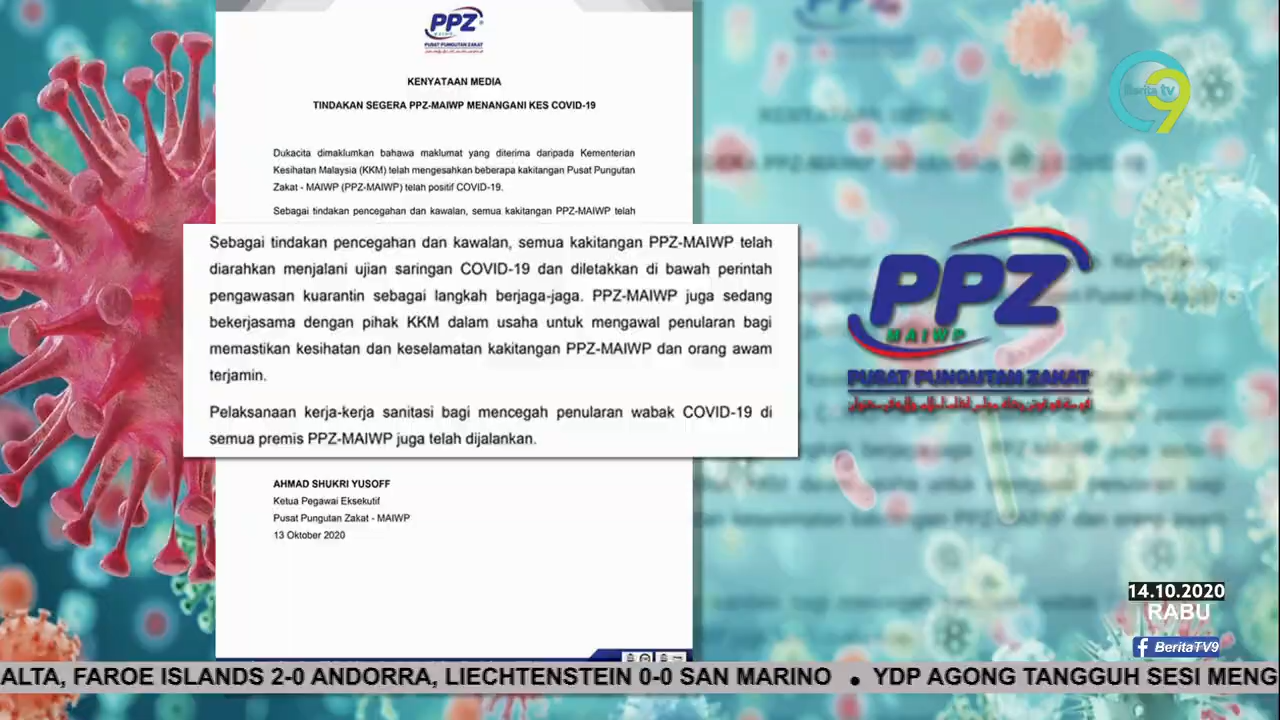 PPZ
MAIWP
PUSAT PUNGUTAN ZAKAT
KENYATAAN MEDIA
TINDAKAN SEGERA PPZ-MAIWP MENANGANI KES COVID-19
Dukacita dimaklumkan bahawa maklumat yang diterima daripada Kementerian
Kesihatan Malaysia (KKM) telah mengesahkan beberapa kakitangan Pusat Pungutan
Zakat - MAIWP (PPZ-MAIWP) telah positif COVID-19.
Sebagai tindakan pencegahan dan kawalan, semua kakitangan PPZ-MAIWP telah
Sebagai tindakan pencegahan dan kawalan, semua kakitangan PPZ-MAIWP telah
diarahkan menjalani ujian saringan COVID-19 dan diletakkan di bawah perintah
pengawasan kuarantin sebagai langkah berjaga-jaga. PPZ-MAIWP juga sedang
bekerjasama dengan pihak KKM dalam usaha untuk mengawal penularan bagi
memastikan kesihatan dan keselamatan kakitangan PPZ-MAIWP dan orang awam
terjamin.
Pelaksanaan kerja-kerja sanitasi bagi mencegah penularan wabak COVID-19 di
semua premis PPZ-MAIWP juga telah dijalankan.
AHMAD SHUKRI YUSOFF
Ketua Pegawai Eksekutif
Pusat Pungutan Zakat - MAIWP
13 Oktober 2020
Berita tv
9
PPZ
MAIWP
PUSAT PUNGUTAN ZAKAT
14.10.2020
RABU
f BeritaTV9
ALTA, FAROE ISLANDS 2-0 ANDORRA, LIECHTENSTEIN 0-0 SAN MARINO • YDP AGONG TANGGUH SESI MENG